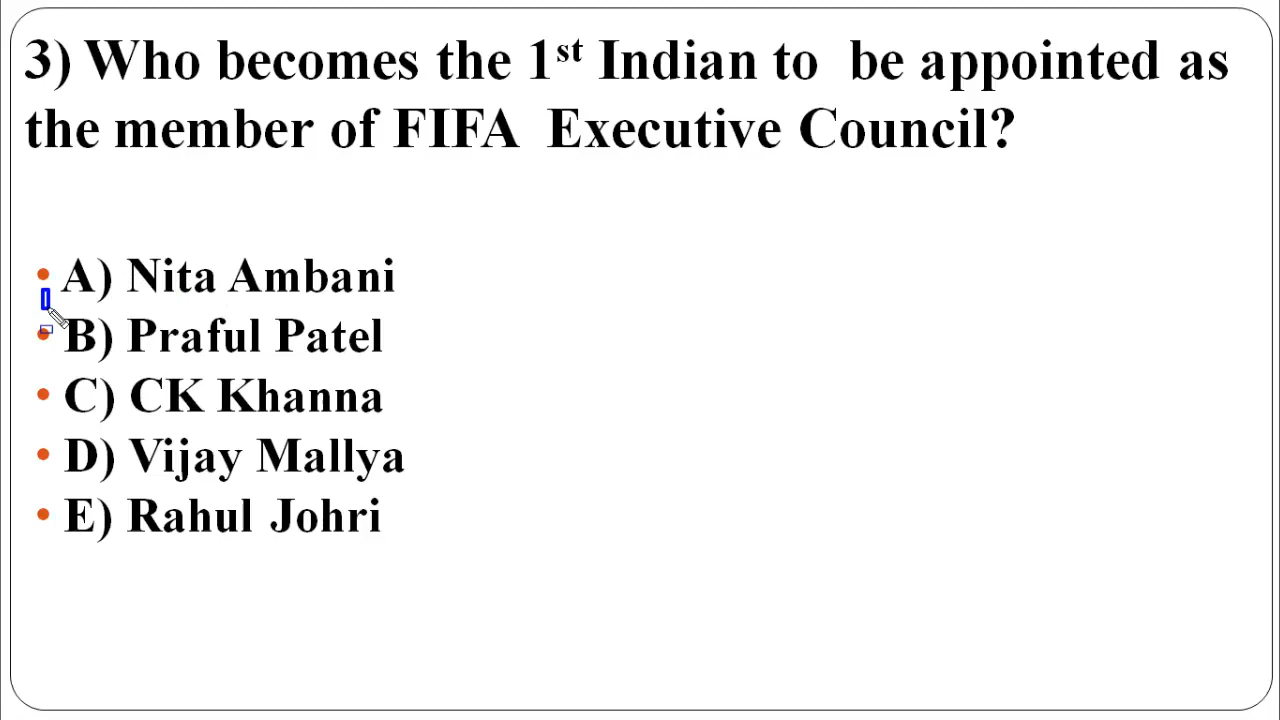 3) Who becomes the 1st Indian to be appointed as
the member of FIFA Executive Council?
• A) Nita Ambani
• B) Praful Patel
• C) CK Khanna
• D) Vijay Mallya
• E) Rahul Johri